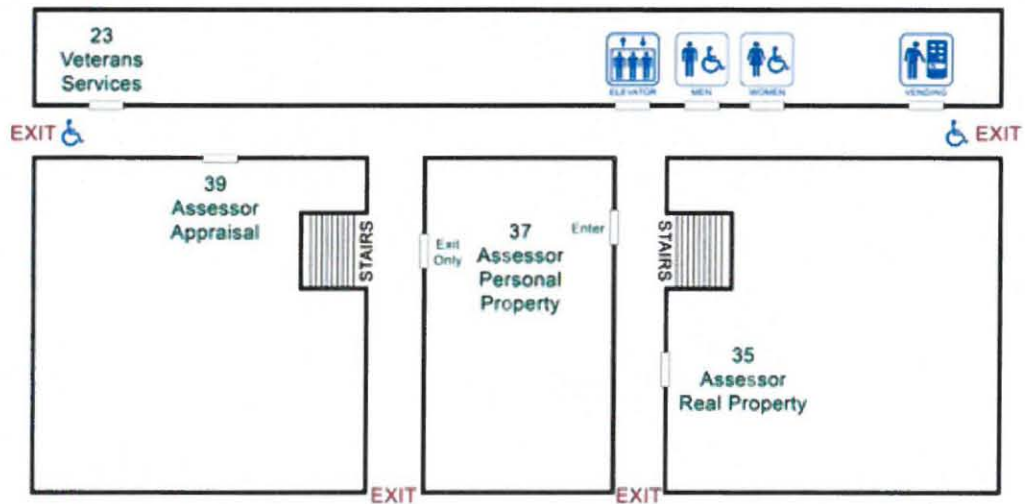 23
Veterans
Services
ELEVATOR
MEN
WOMEN
VENDING
EXIT
EXIT
39
Assessor
Appraisal
STAIRS
Exit
Only
37
Assessor
Personal
Property
Enter
STAIRS
35
Assessor
Real Property
EXIT
EXIT